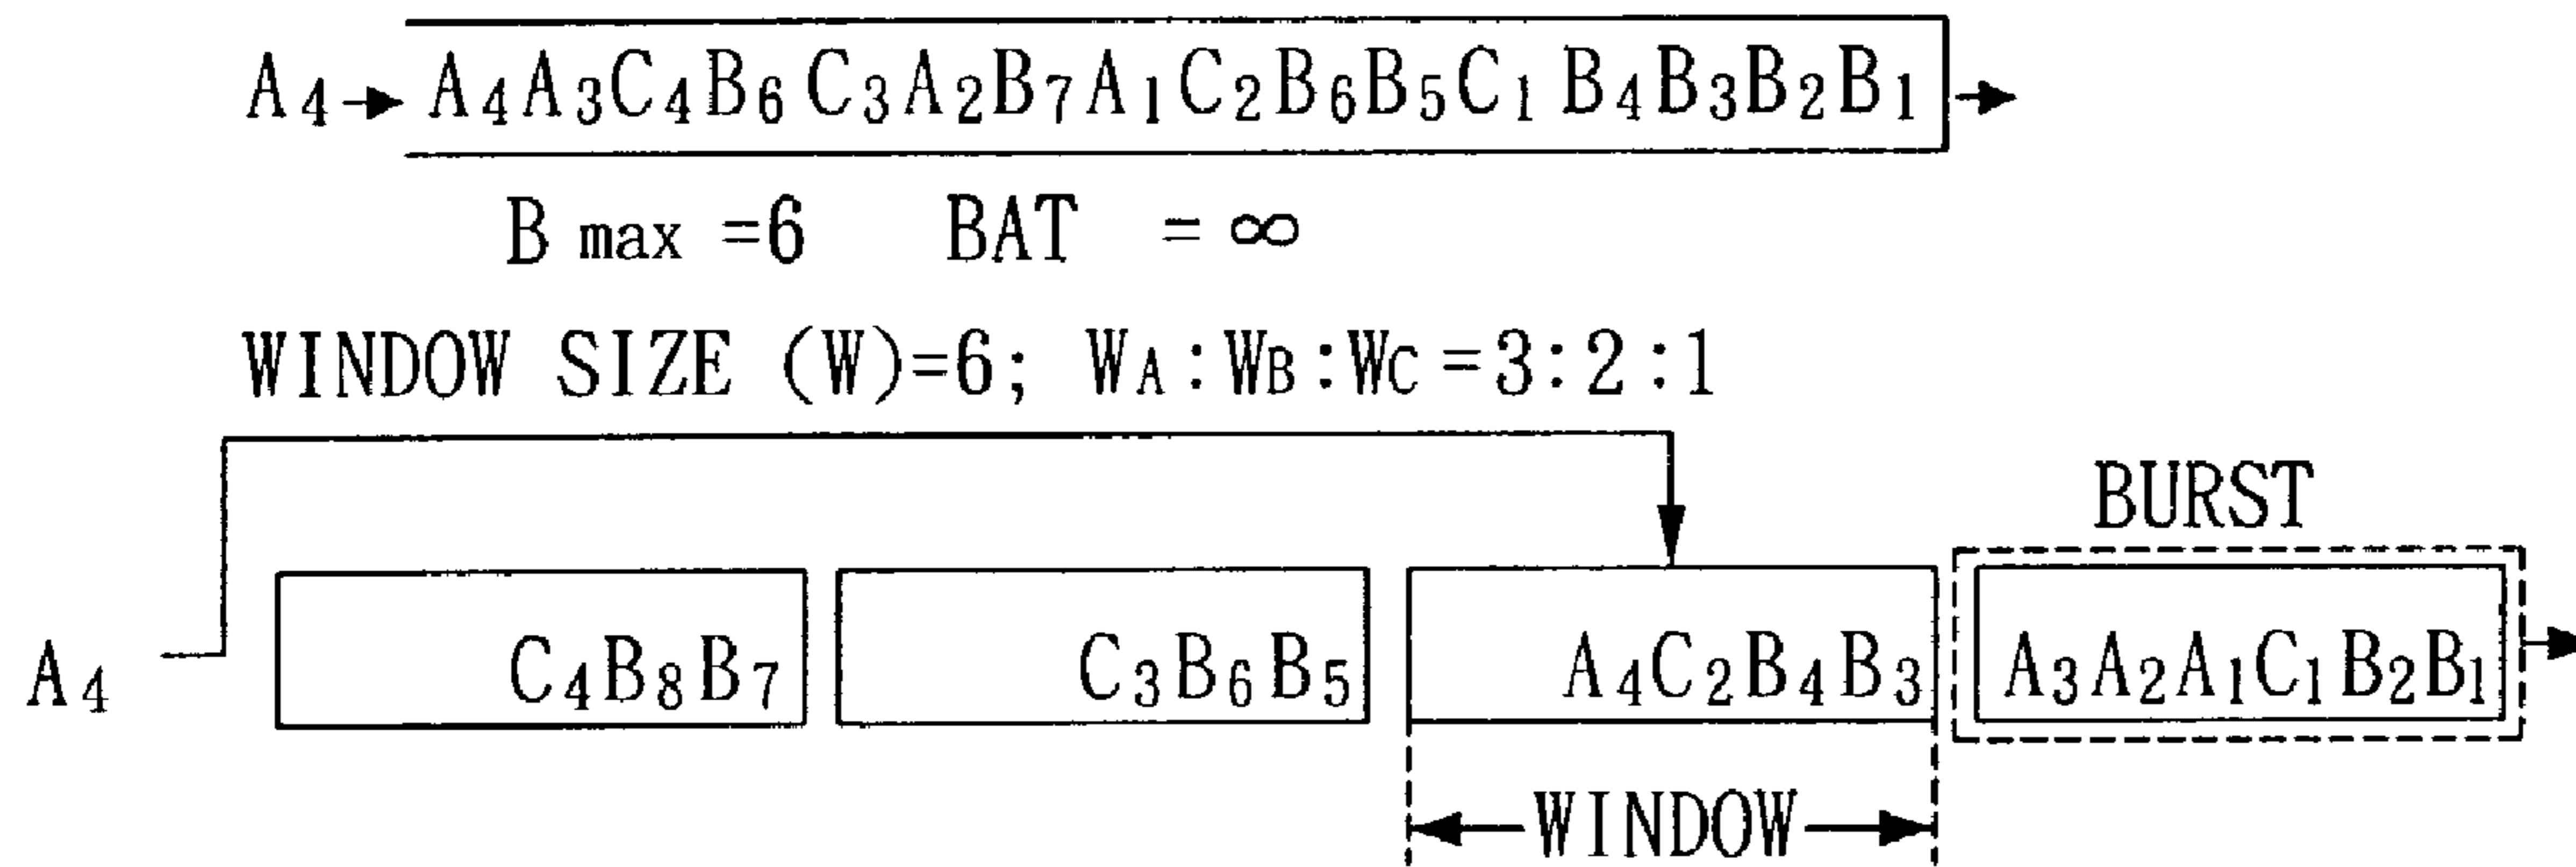 A4 A4A3C4B6C3A2B7A1C2B6B5C1B4B3B2B1
B max =6 BAT = ∞
WINDOW SIZE (W)=6; WA:WB:WC=3:2:1
BURST
A4 C4B8B7 C3B6B5 A4C2B4B3 A3A2A1C1B2B1
WINDOW